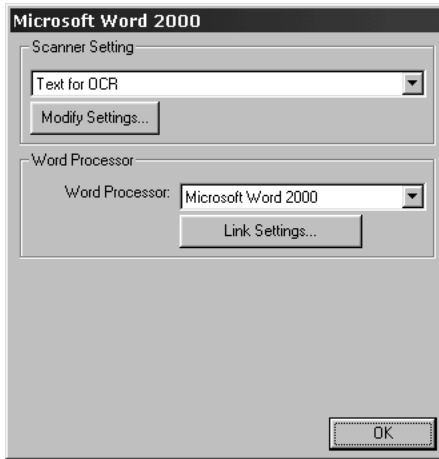 Microsoft Word 2000
Scanner Setting
Text for OCR
Modify Settings...
Word Processor
Word Processor: Microsoft Word 2000
Link Settings...
OK